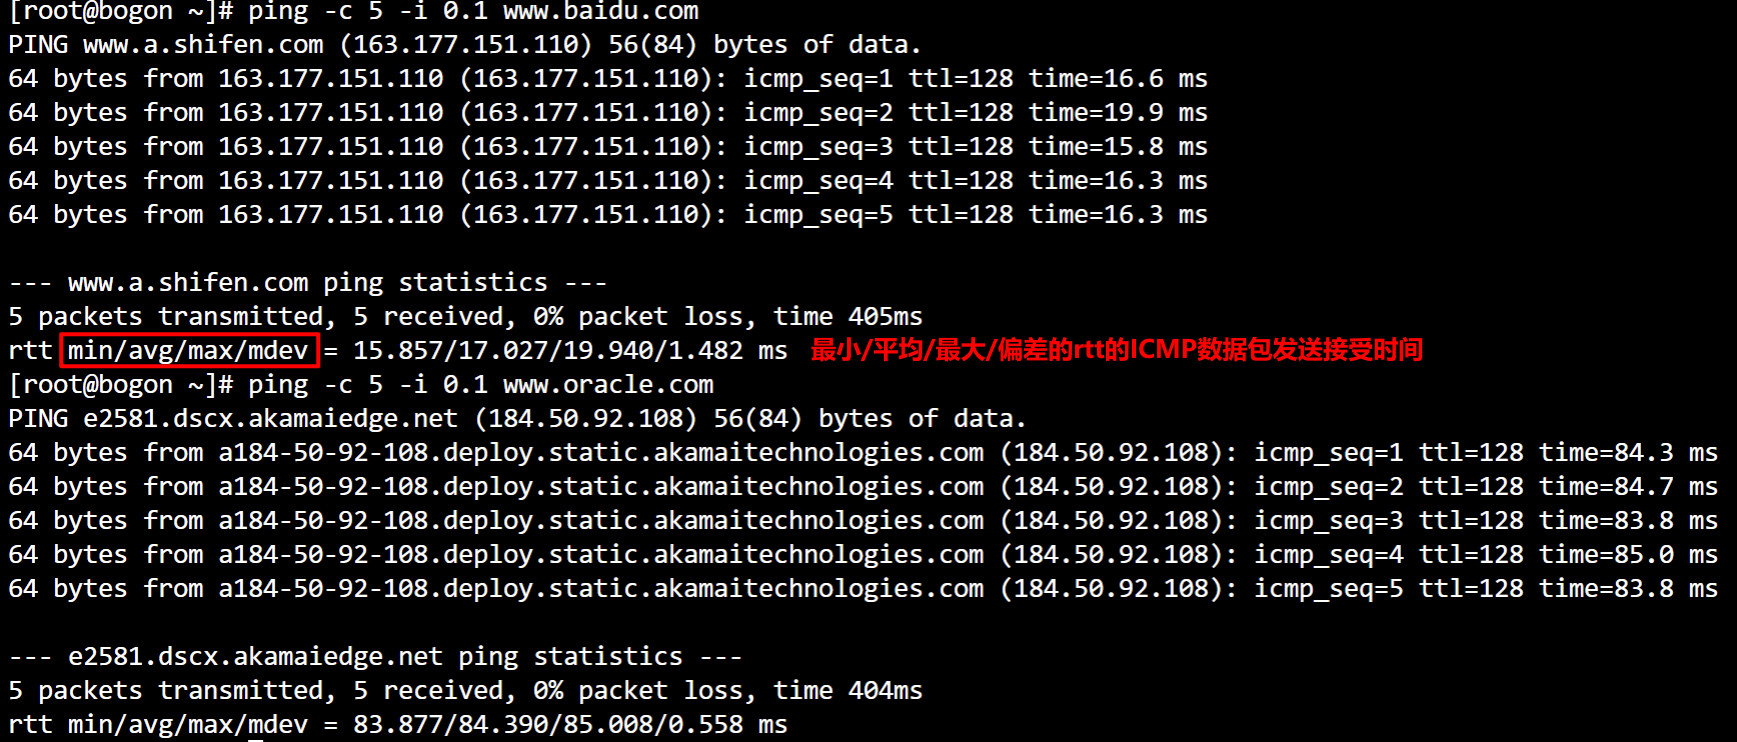 [root@bogon ~]# ping -c 5 -i 0.1 www.baidu.com
PING www.a.shifen.com (163.177.151.110) 56(84) bytes of data.
64 bytes from 163.177.151.110 (163.177.151.110): icmp_seq=1 ttl=128 time=16.6 ms
64 bytes from 163.177.151.110 (163.177.151.110): icmp_seq=2 ttl=128 time=19.9 ms
64 bytes from 163.177.151.110 (163.177.151.110): icmp_seq=3 ttl=128 time=15.8 ms
64 bytes from 163.177.151.110 (163.177.151.110): icmp_seq=4 ttl=128 time=16.3 ms
64 bytes from 163.177.151.110 (163.177.151.110): icmp_seq=5 ttl=128 time=16.3 ms
--- www.a.shifen.com ping statistics ---
5 packets transmitted, 5 received, 0% packet loss, time 405ms
rtt min/avg/max/mdev = 15.857/17.027/19.940/1.482 ms 最小/平均/最大/偏差的rtt的ICMP数据包发送接受时间
[root@bogon ~]# ping -c 5 -i 0.1 www.oracle.com
PING e2581.dscx.akamaiedge.net (184.50.92.108) 56(84) bytes of data.
64 bytes from a184-50-92-108.deploy.static.akamaitechnologies.com (184.50.92.108): icmp_seq=1 ttl=128 time=84.3 ms
64 bytes from a184-50-92-108.deploy.static.akamaitechnologies.com (184.50.92.108): icmp_seq=2 ttl=128 time=84.7 ms
64 bytes from a184-50-92-108.deploy.static.akamaitechnologies.com (184.50.92.108): icmp_seq=3 ttl=128 time=83.8 ms
64 bytes from a184-50-92-108.deploy.static.akamaitechnologies.com (184.50.92.108): icmp_seq=4 ttl=128 time=85.0 ms
64 bytes from a184-50-92-108.deploy.static.akamaitechnologies.com (184.50.92.108): icmp_seq=5 ttl=128 time=83.8 ms
--- e2581.dscx.akamaiedge.net ping statistics ---
5 packets transmitted, 5 received, 0% packet loss, time 404ms
rtt min/avg/max/mdev = 83.877/84.390/85.008/0.558 ms